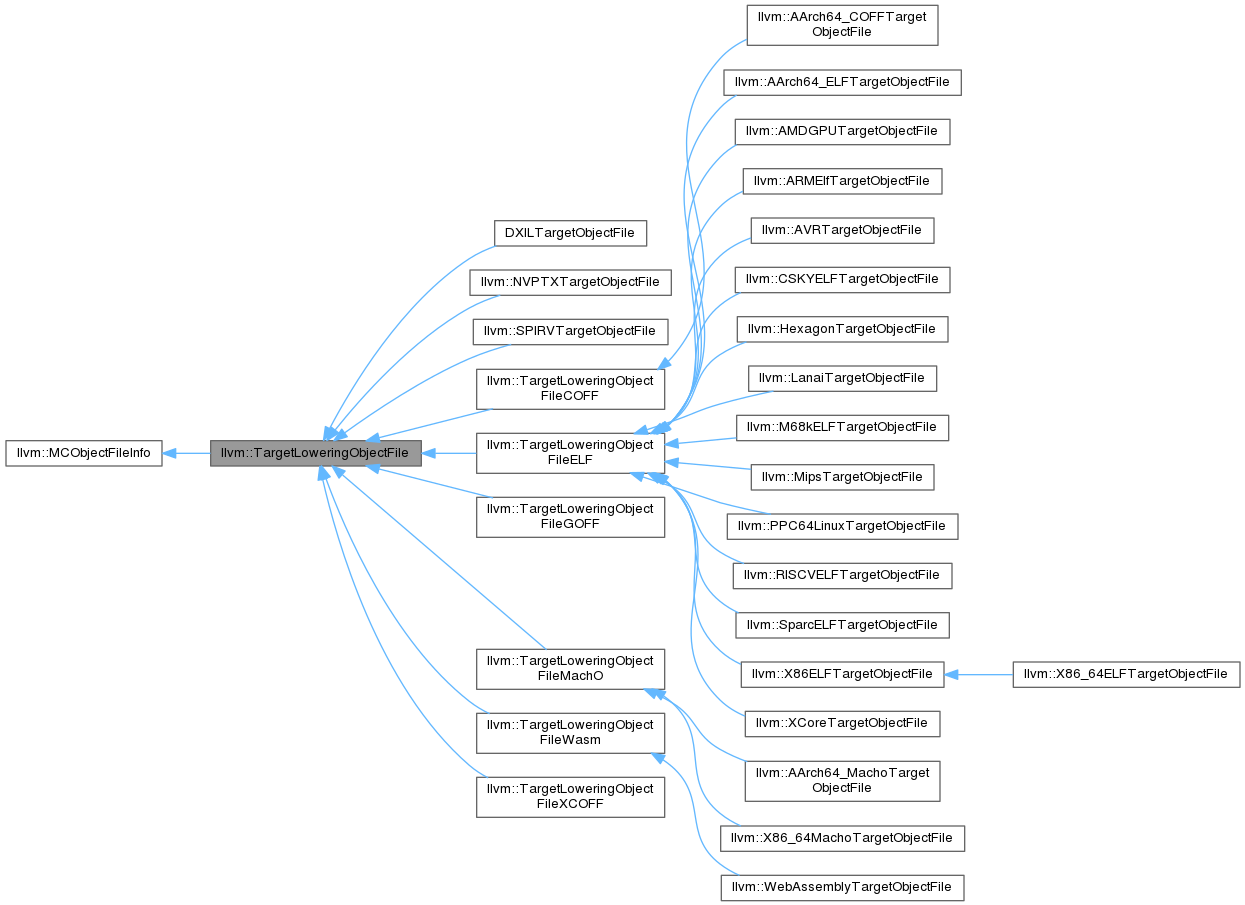 llvm::MCObjectFileInfo
llvm::TargetLoweringObjectFile
DXILTargetObjectFile
llvm::NVPTXTargetObjectFile
llvm::SPIRVTargetObjectFile
llvm::TargetLoweringObject
FileCOFF
llvm::TargetLoweringObject
FileELF
llvm::TargetLoweringObject
FileGOFF
llvm::TargetLoweringObject
FileMachO
llvm::TargetLoweringObject
FileWasm
llvm::TargetLoweringObject
FileXCOFF
llvm::AArch64_COFFTarget
ObjectFile
llvm::AArch64_ELFTargetObjectFile
llvm::AMDGPUTargetObjectFile
llvm::ARMElfTargetObjectFile
llvm::AVRTargetObjectFile
llvm::CSKYELFTargetObjectFile
llvm::HexagonTargetObjectFile
llvm::LanaiTargetObjectFile
llvm::M68kELFTargetObjectFile
llvm::MipsTargetObjectFile
llvm::PPC64LinuxTargetObjectFile
llvm::RISCVELFTargetObjectFile
llvm::SparcELFTargetObjectFile
llvm::X86ELFTargetObjectFile
llvm::X86_64ELFTargetObjectFile
llvm::XCoreTargetObjectFile
llvm::AArch64_MachoTarget
ObjectFile
llvm::X86_64MachoTargetObjectFile
llvm::WebAssemblyTargetObjectFile